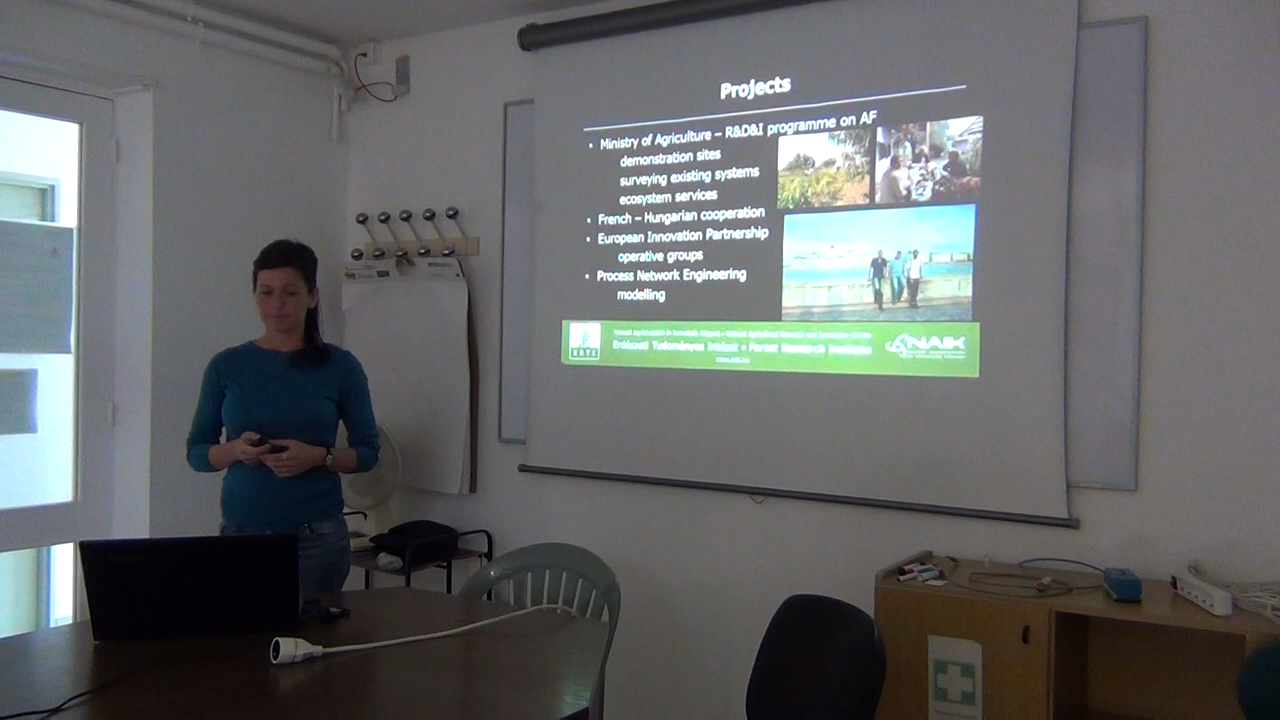 Projects
• Ministry of Agriculture – R&D&I programme on AF
demonstration sites
surveying existing systems
ecosystem services
• French – Hungarian cooperation
• European Innovation Partnership
operative groups
• Process Network Engineering
modelling
Erdészeti Tudományos Intézet • Forest Research Institute
ERTI
NAIK